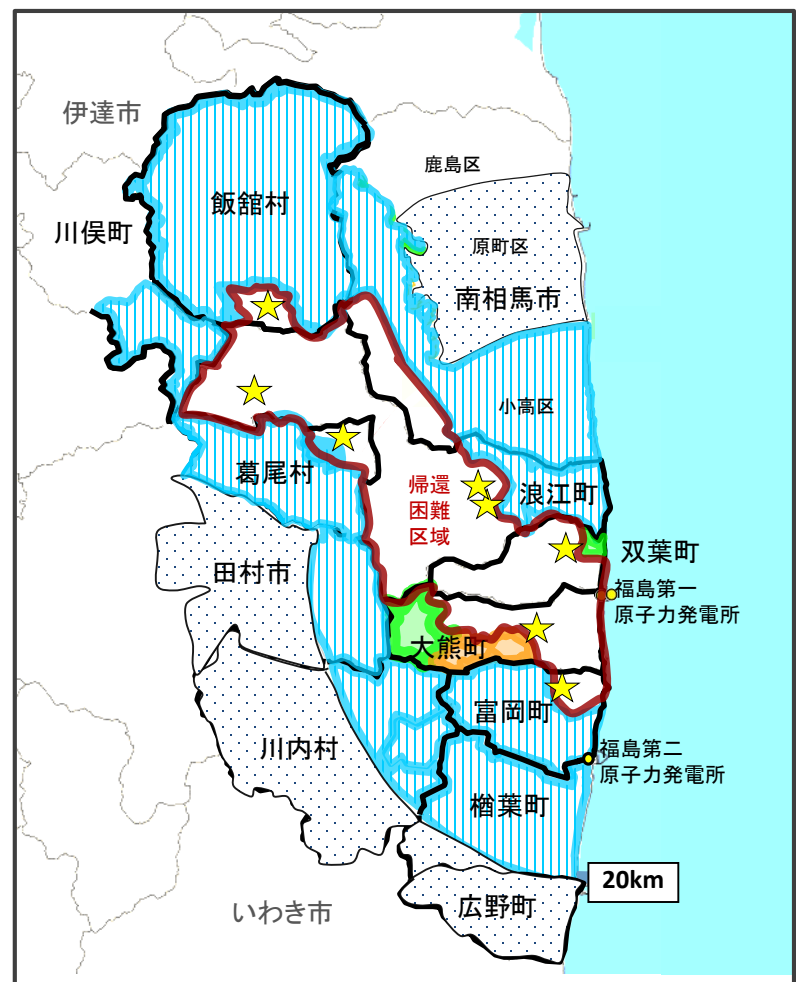 伊達市
鹿島区
飯舘村
川俣町
原町区
南相馬市
小高区
葛尾村
帰還
困難
区域
浪江町
双葉町
田村市
福島第一
原子力発電所
大熊町
富岡町
川内村
福島第二
原子力発電所
楢葉町
20km
広野町
いわき市